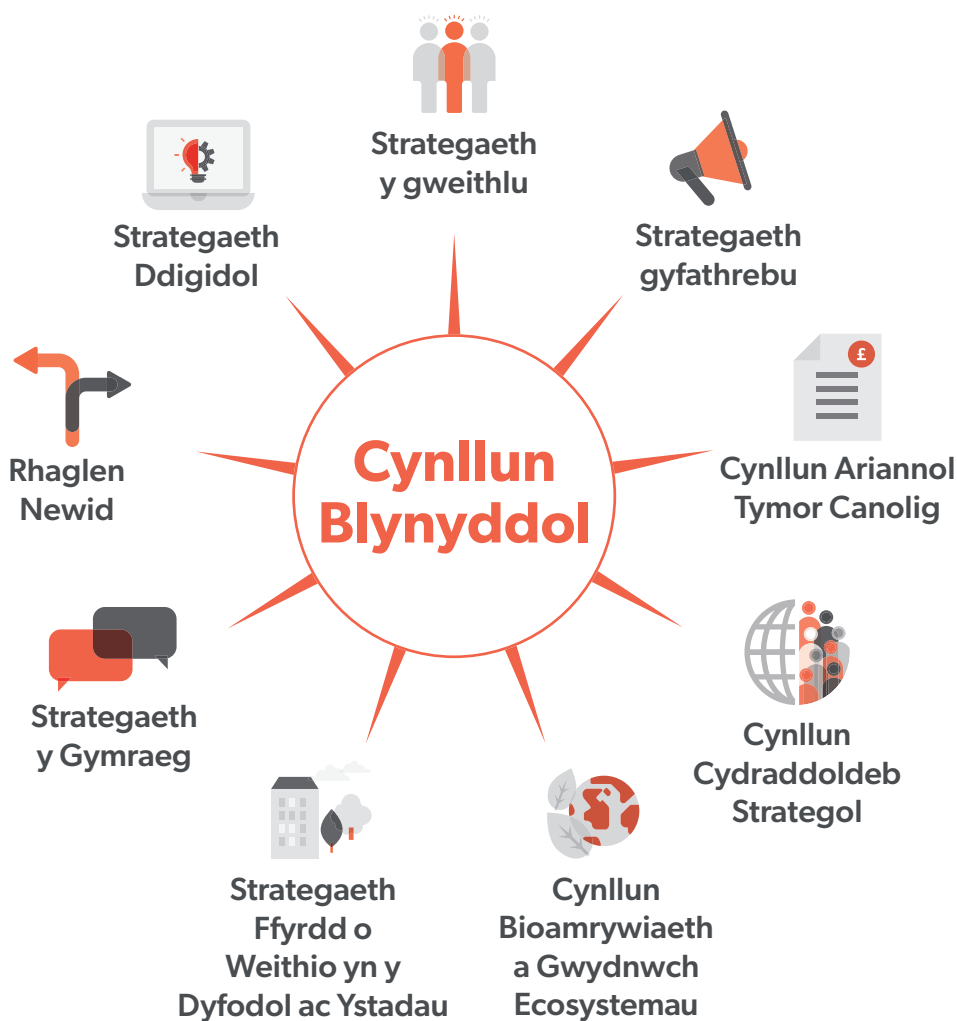 Strategaeth
y gweithlu
Strategaeth
gyfathrebu
£
Cynllun Ariannol
Tymor Canolig
Cynllun
Cydraddoldeb
Strategol
Cynllun
Bioamrywiaeth
a Gwydnwch
Ecosystemau
Strategaeth
Ffyrdd o
Weithio yn y
Dyfodol ac Ystadau
Strategaeth
y Gymraeg
Rhaglen
Newid
Strategaeth
Ddigidol
Cynllun
Blynyddol